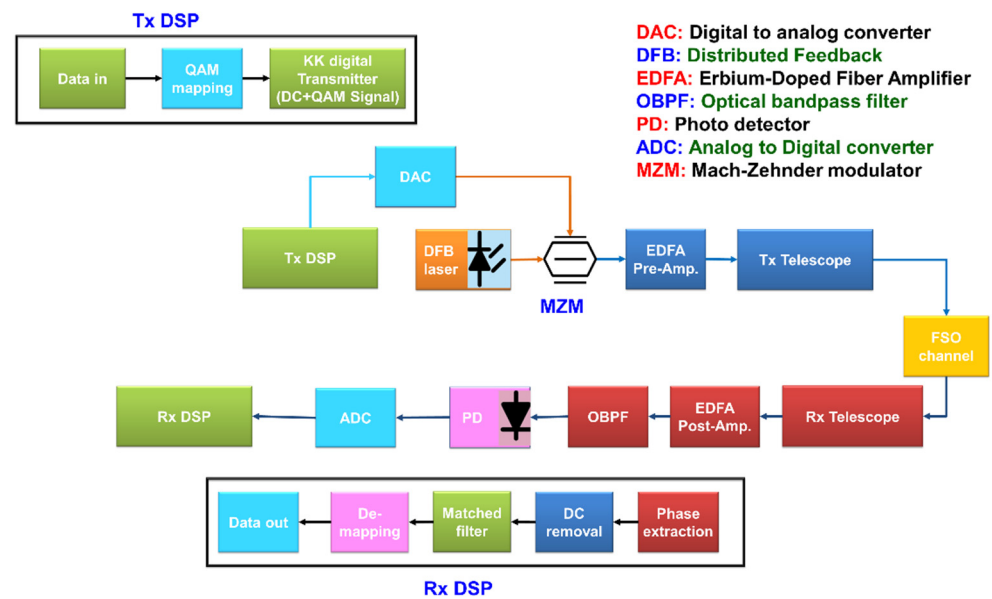 Tx DSP
Data in
QAM
mapping
KK digital
Transmitter
(DC+QAM Signal)
DAC: Digital to analog converter
DFB: Distributed Feedback
EDFA: Erbium-Doped Fiber Amplifier
OBPF: Optical bandpass filter
PD: Photo detector
ADC: Analog to Digital converter
MZM: Mach-Zehnder modulator
DAC
Tx DSP
DFB
laser
MZM
EDFA
Pre-Amp.
Tx Telescope
FSO
channel
Rx DSP
ADC
PD
OBPF
EDFA
Post-Amp.
Rx Telescope
Data out
De-
mapping
Matched
filter
DC
removal
Phase
extraction
Rx DSP